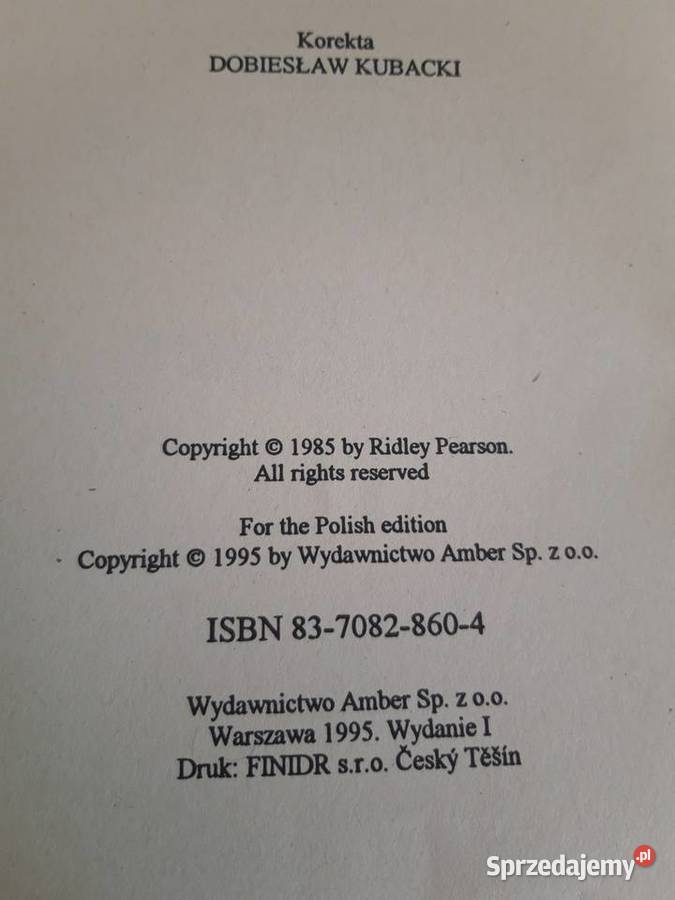 Korekta
DOBIESŁAW KUBACKI
Copyright © 1985 by Ridley Pearson.
All rights reserved
For the Polish edition
Copyright © 1995 by Wydawnictwo Amber Sp. z o.o.
ISBN 83-7082-860-4
Wydawnictwo Amber Sp. z o.o.
Warszawa 1995. Wydanie I
Druk: FINIDR s.r.o. Český Těšín
Sprzedajemy.pl